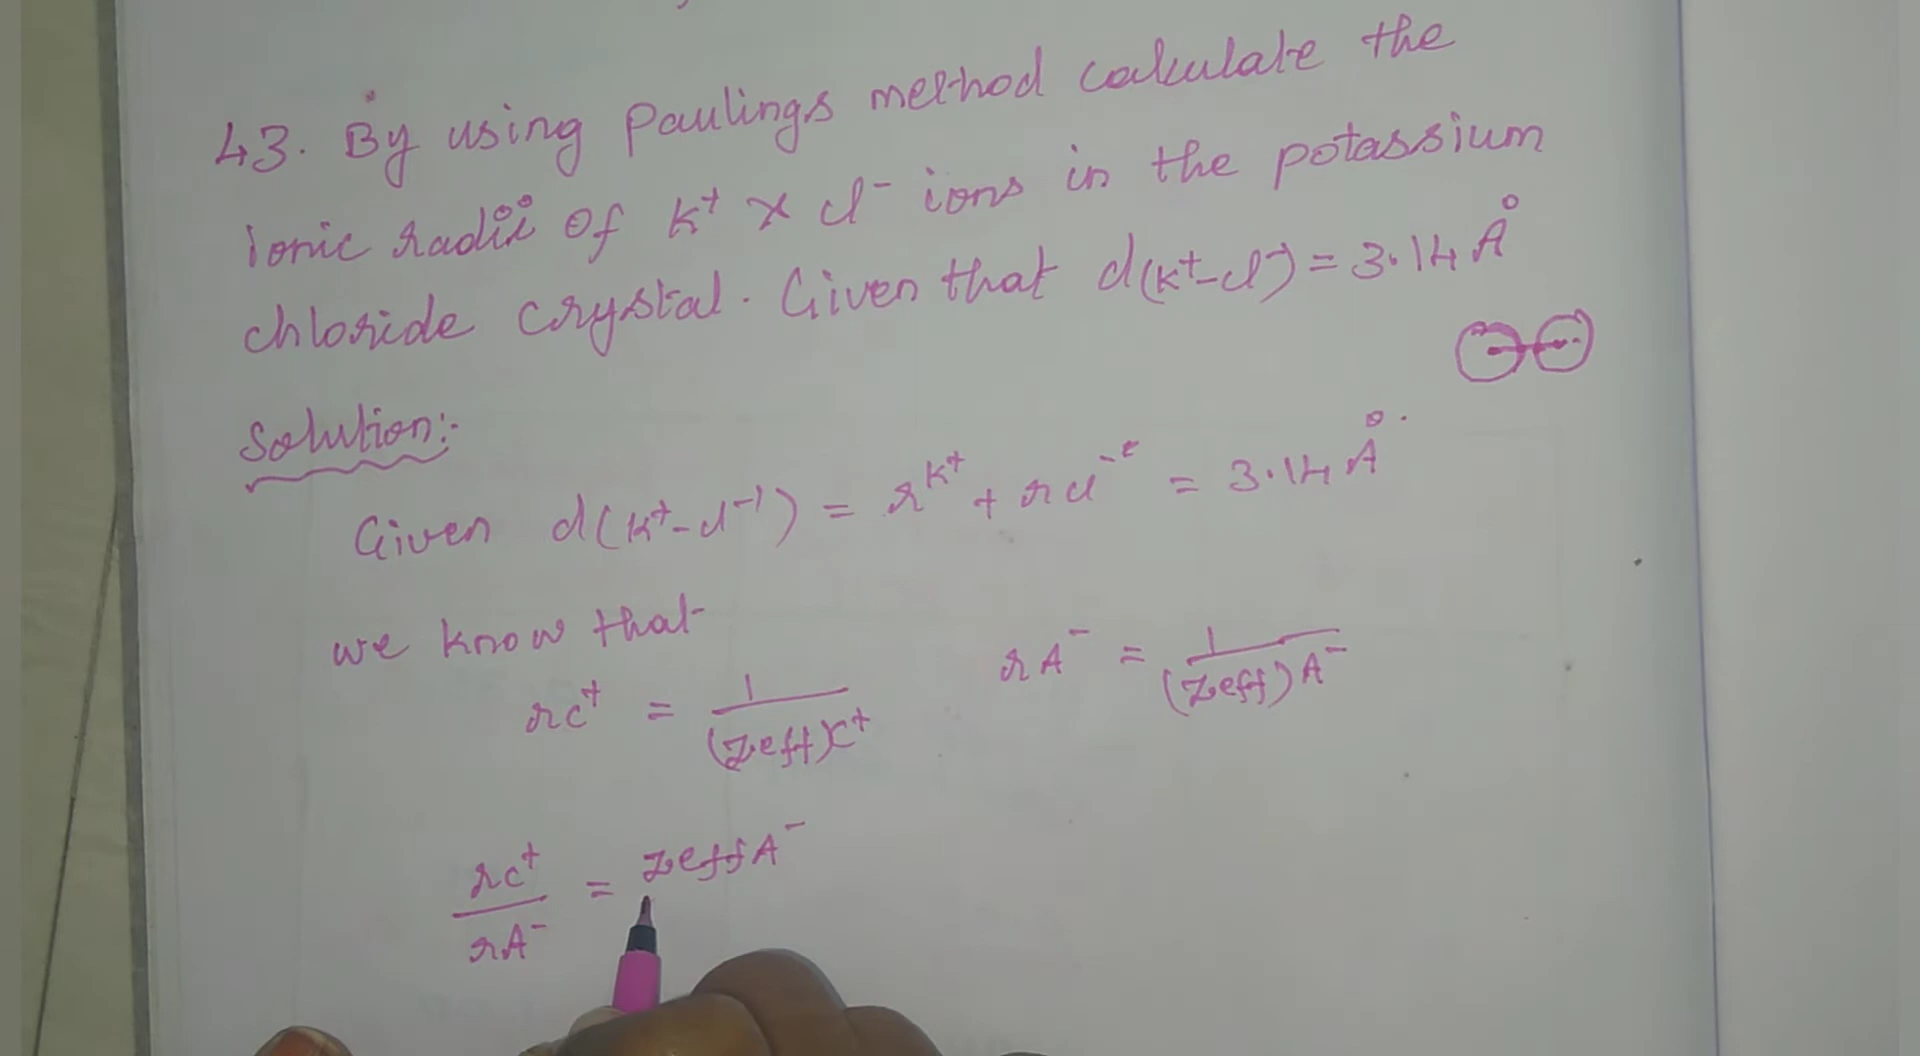 43. By using Paulings method calculate the
ionic radii of K⁺ & Cl⁻ ions in the potassium
chloride crystal. Given that d(K⁺-Cl⁻) = 3.14 Å
Solution:-
Given d(K⁺-Cl⁻¹) = r K⁺ + r Cl⁻ = 3.14 Å
we know that
rC⁺ = 1/(Zeff)C⁺ rA⁻ = 1/(Zeff)A⁻
rC⁺/rA⁻ = ZeffA⁻